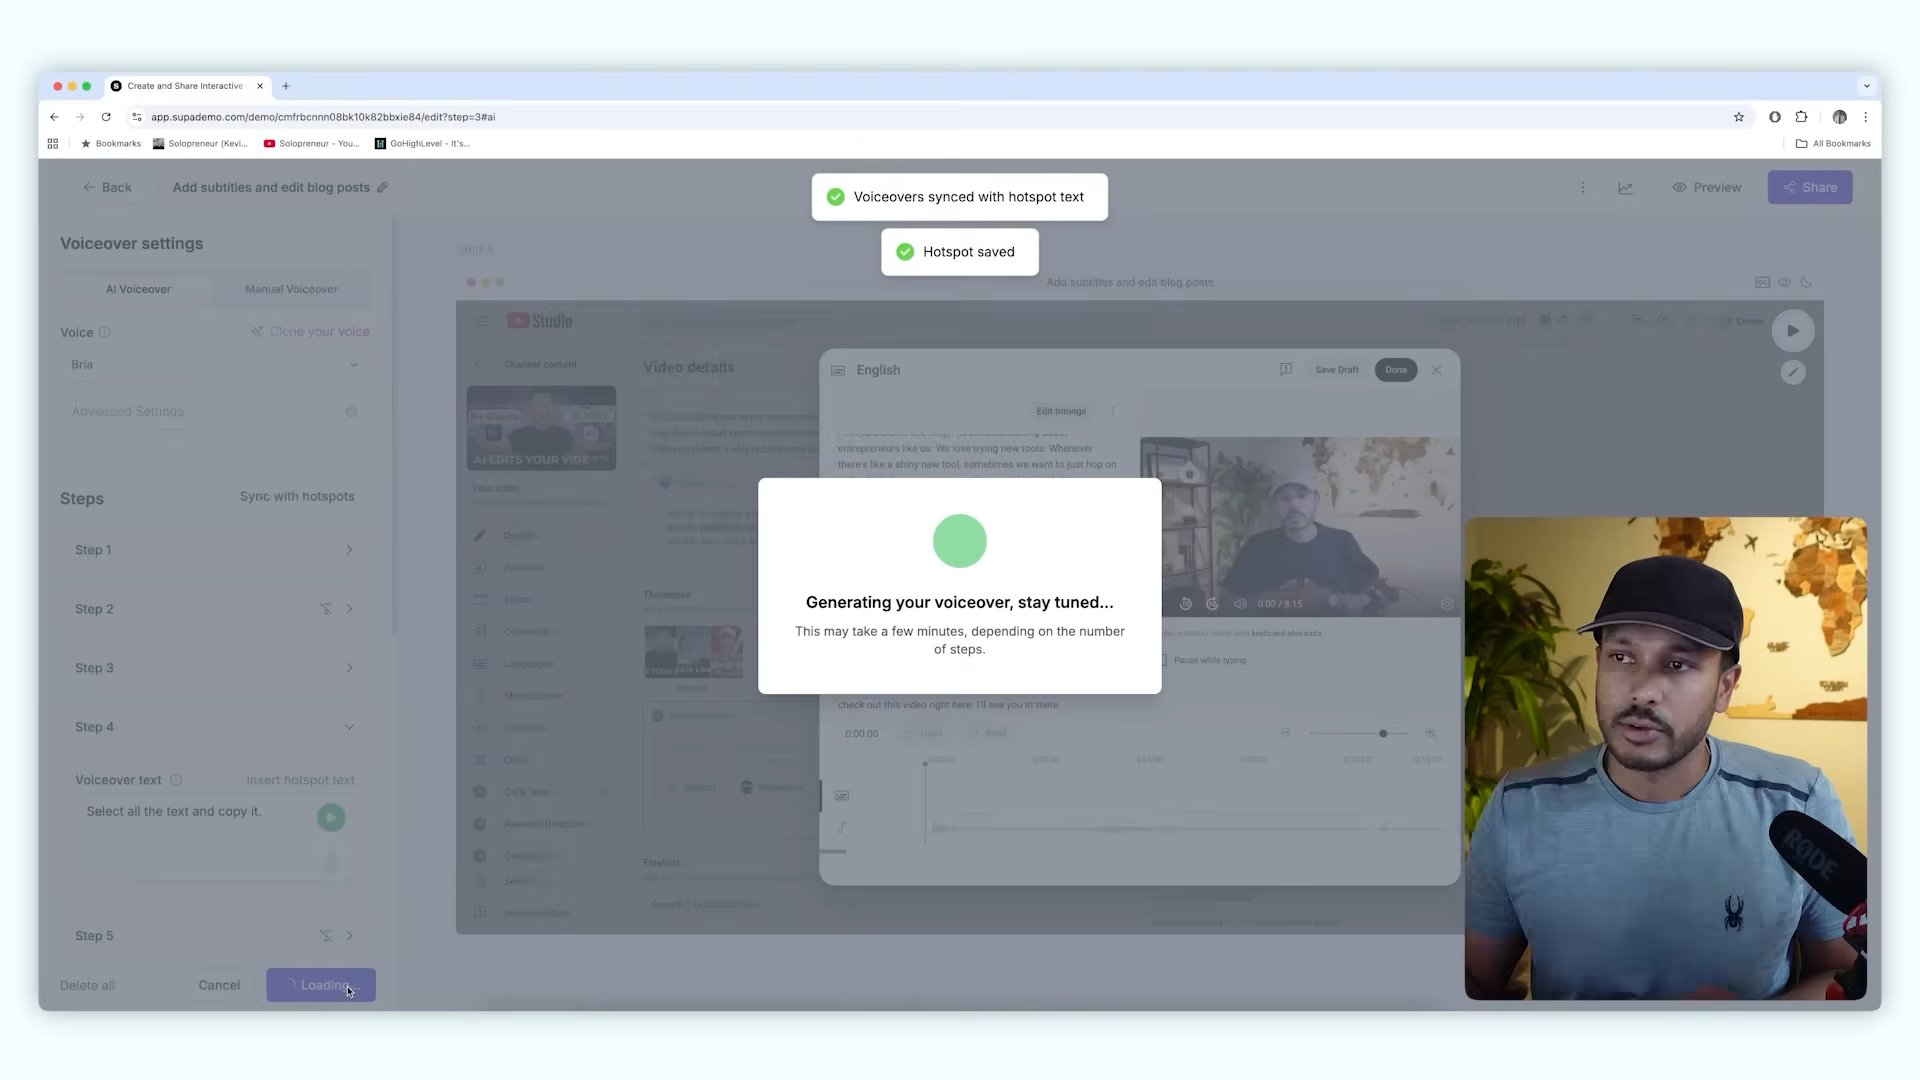 Create and Share Interactive
app.supademo.com/demo/cmfrbcnnn08bk10k82bbxie84/edit?step=3#ai
Bookmarks
Solopreneur (Kevi...
Solopreneur - You...
GoHighLevel - It's...
All Bookmarks
Back
Add subtitles and edit blog posts
Preview
Share
Voiceovers synced with hotspot text
Hotspot saved
Voiceover settings
AI Voiceover
Manual Voiceover
Voice
Clone your voice
Bria
Advanced Settings
Steps
Sync with hotspots
Step 1
Step 2
Step 3
Step 4
Voiceover text
Insert hotspot text
Select all the text and copy it.
Step 5
Delete all
Cancel
Loading...
Add subtitles and edit blog posts
Studio
Channel content
Video details
AI EDITS YOUR VIDE
Thumbnail
Playlists
English
Save Draft
Done
Edit timings
entrepreneurs like us. We love trying new tools. Whenever
there's like a shiny new tool, sometimes we want to just hop on
0:00 / 8:15
keyboard shortcuts
Pause while typing
check out this video right here. I'll see you in there.
0:00:00
Generating your voiceover, stay tuned...
This may take a few minutes, depending on the number
of steps.
RØDE